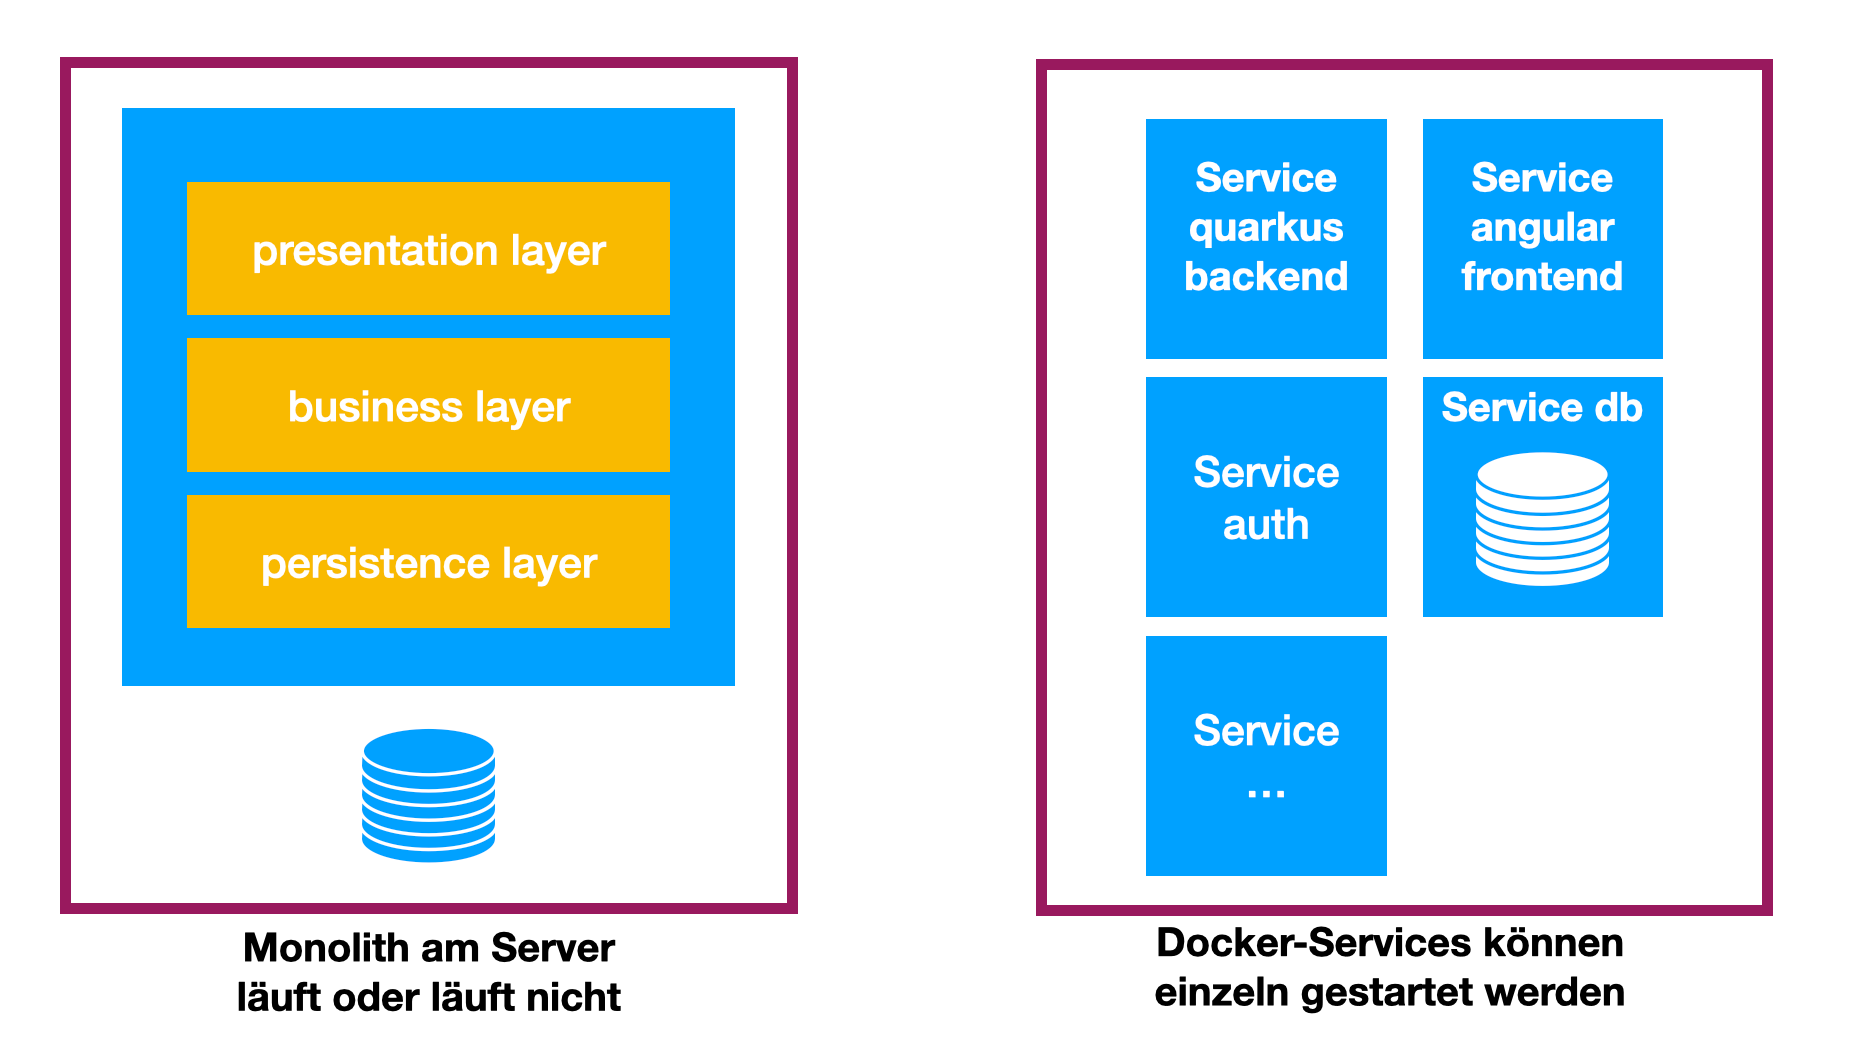 presentation layer
business layer
persistence layer
Monolith am Server
läuft oder läuft nicht
Service
quarkus
backend
Service
angular
frontend
Service
auth
Service db
Service
...
Docker-Services können
einzeln gestartet werden